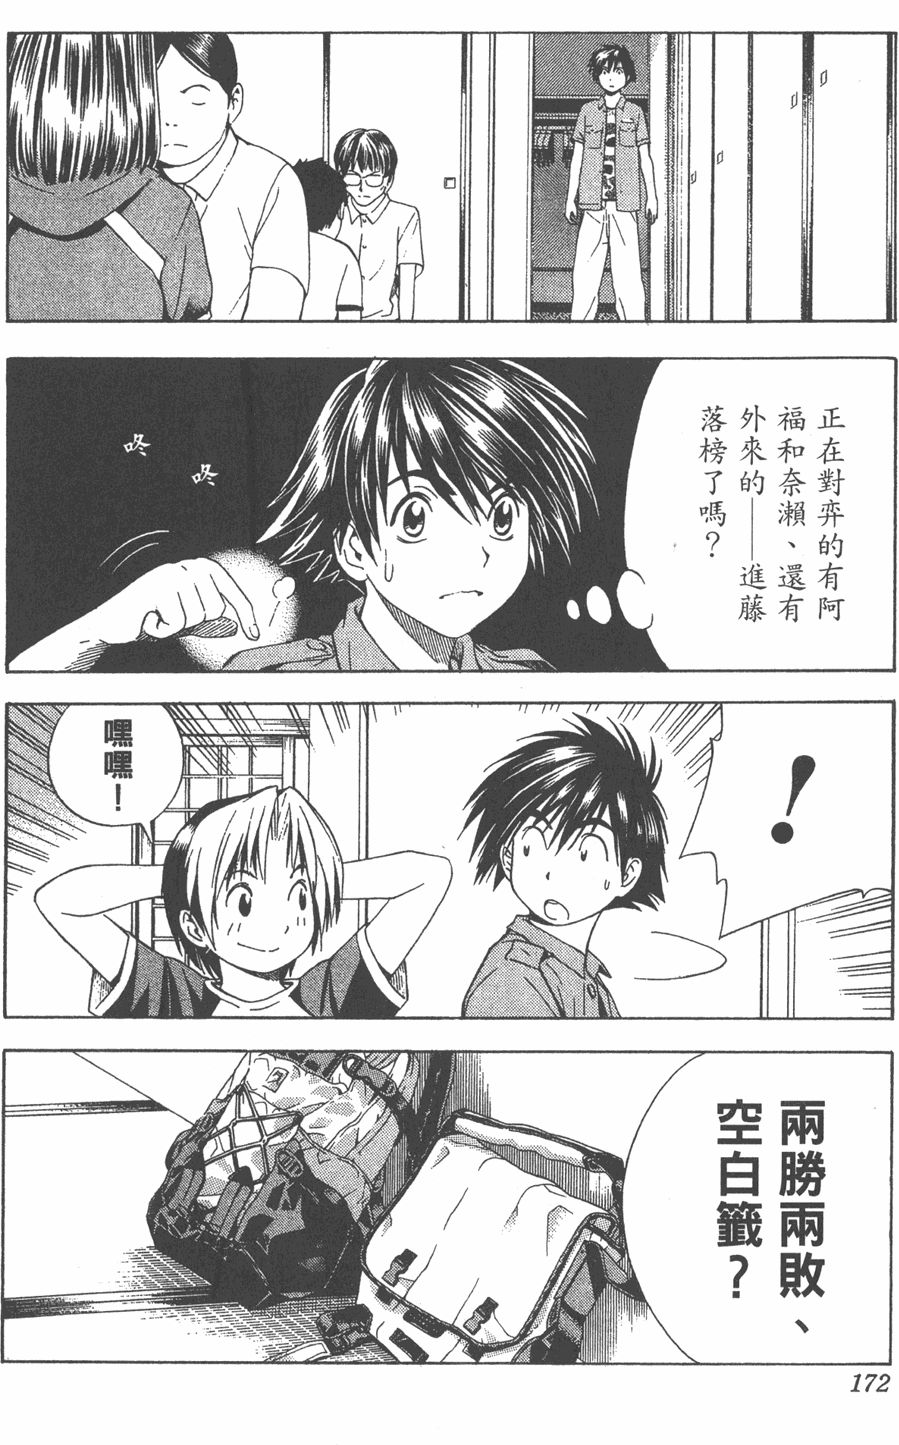 正在對弈的有阿
福和奈瀨、還有
外來的——進藤
落榜了嗎？
咚
咚
！
嘿嘿！
兩勝兩敗、
空白籤？
172